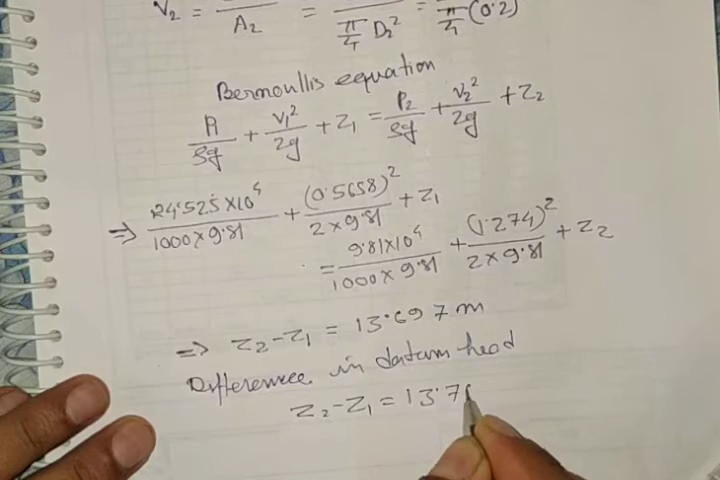 V₂ = ― / A₂ = ― / π/4 D₂² = ― / π/4 (0.2)
Bernoullis equation
P₁/ρg + V₁²/2g + Z₁ = P₂/ρg + V₂²/2g + Z₂
⇒ 24.525×10⁴/1000×9.81 + (0.5658)²/2×9.81 + Z₁
= 9.81×10⁴/1000×9.81 + (1.274)²/2×9.81 + Z₂
⇒ Z₂-Z₁ = 13.697 m
Difference in datum head
Z₂-Z₁ = 13.7